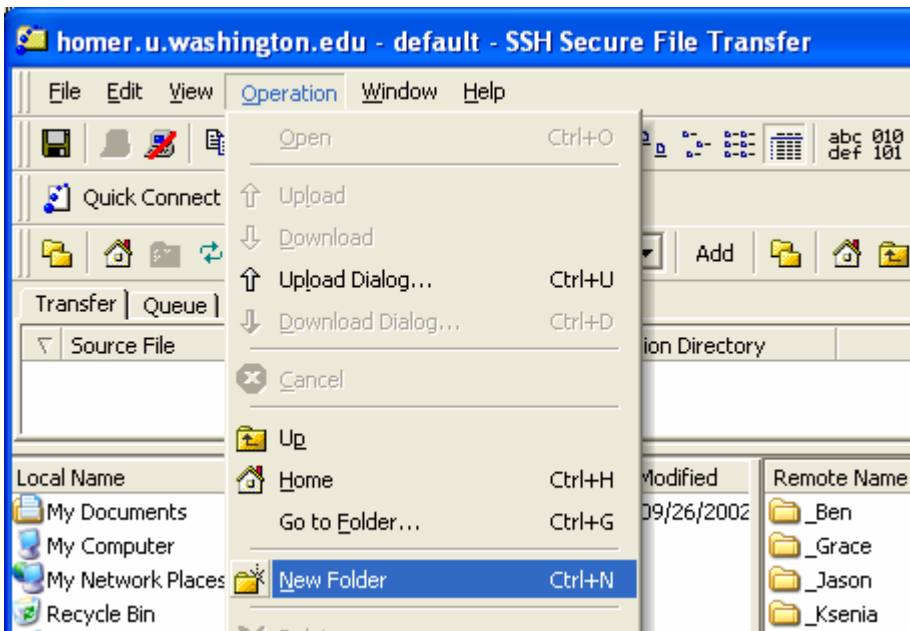 homer.u.washington.edu - default - SSH Secure File Transfer
File Edit View Operation Window Help
abc def 010 101
Quick Connect
Add
Transfer Queue
Source File
ion Directory
Open Ctrl+O
Upload
Download
Upload Dialog... Ctrl+U
Download Dialog... Ctrl+D
Cancel
Up
Home Ctrl+H
Go to Folder... Ctrl+G
New Folder Ctrl+N
Local Name
My Documents
My Computer
My Network Places
Recycle Bin
Modified
09/26/2002
Remote Name
_Ben
_Grace
_Jason
_Ksenia